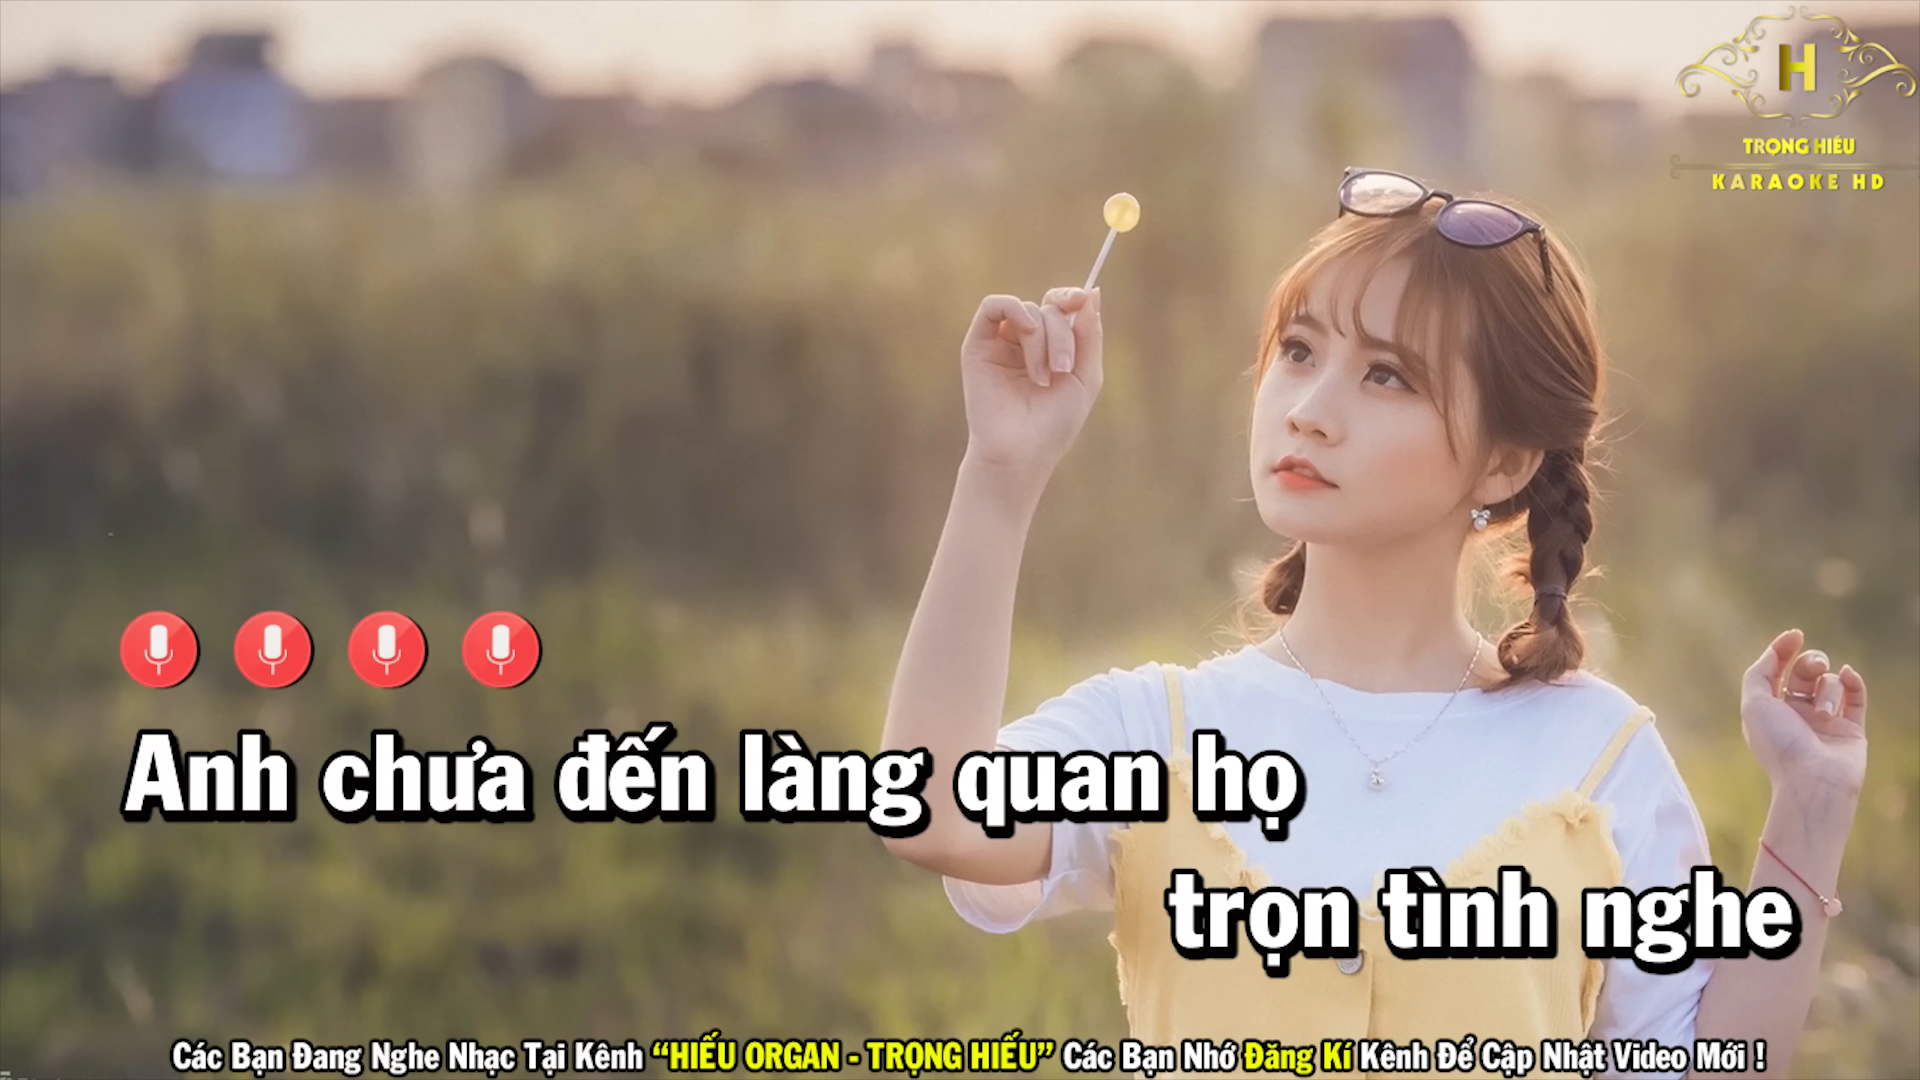 H
TRỌNG HIẾU
KARAOKE HD
Anh chưa đến làng quan họ
trọn tình nghe
Các Bạn Đang Nghe Nhạc Tại Kênh “HIẾU ORGAN - TRỌNG HIẾU” Các Bạn Nhớ Đăng Kí Kênh Để Cập Nhật Video Mới !